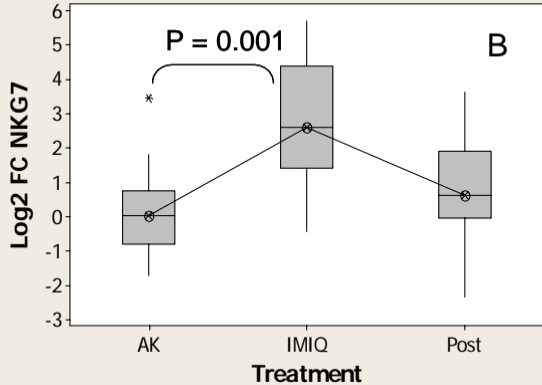 P = 0.001
B
Log2 FC NKG7
6
5
4
3
2
1
0
-1
-2
-3
*
AK
IMIQ
Post
Treatment